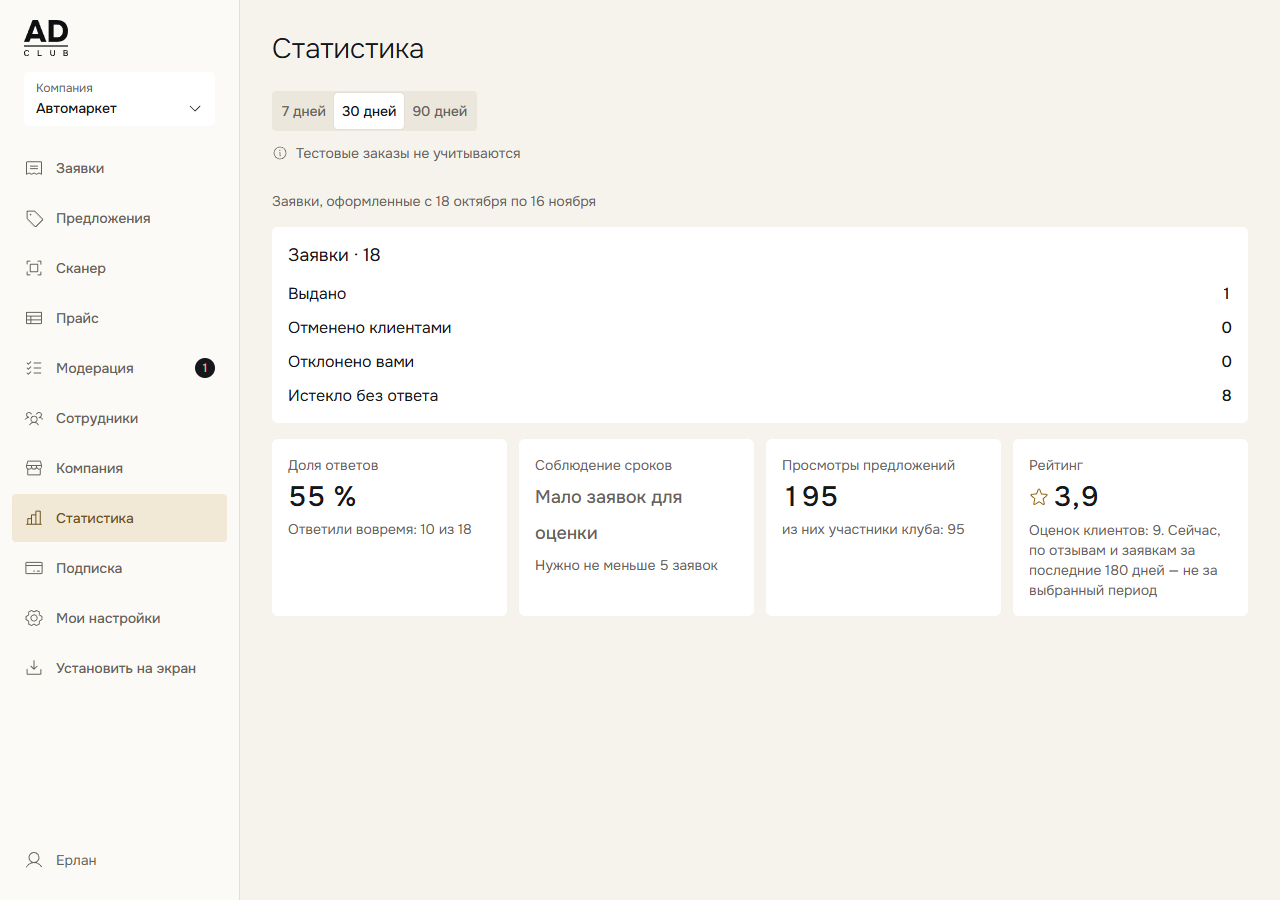 AD
CLUB
Компания
Автомаркет
Заявки
Предложения
Сканер
Прайс
Модерация 1
Сотрудники
Компания
Статистика
Подписка
Мои настройки
Установить на экран
Ерлан
Статистика
7 дней 30 дней 90 дней
Тестовые заказы не учитываются
Заявки, оформленные с 18 октября по 16 ноября
Заявки · 18
Выдано 1
Отменено клиентами 0
Отклонено вами 0
Истекло без ответа 8
Доля ответов
55 %
Ответили вовремя: 10 из 18
Соблюдение сроков
Мало заявок для
оценки
Нужно не меньше 5 заявок
Просмотры предложений
195
из них участники клуба: 95
Рейтинг
3,9
Оценок клиентов: 9. Сейчас,
по отзывам и заявкам за
последние 180 дней — не за
выбранный период